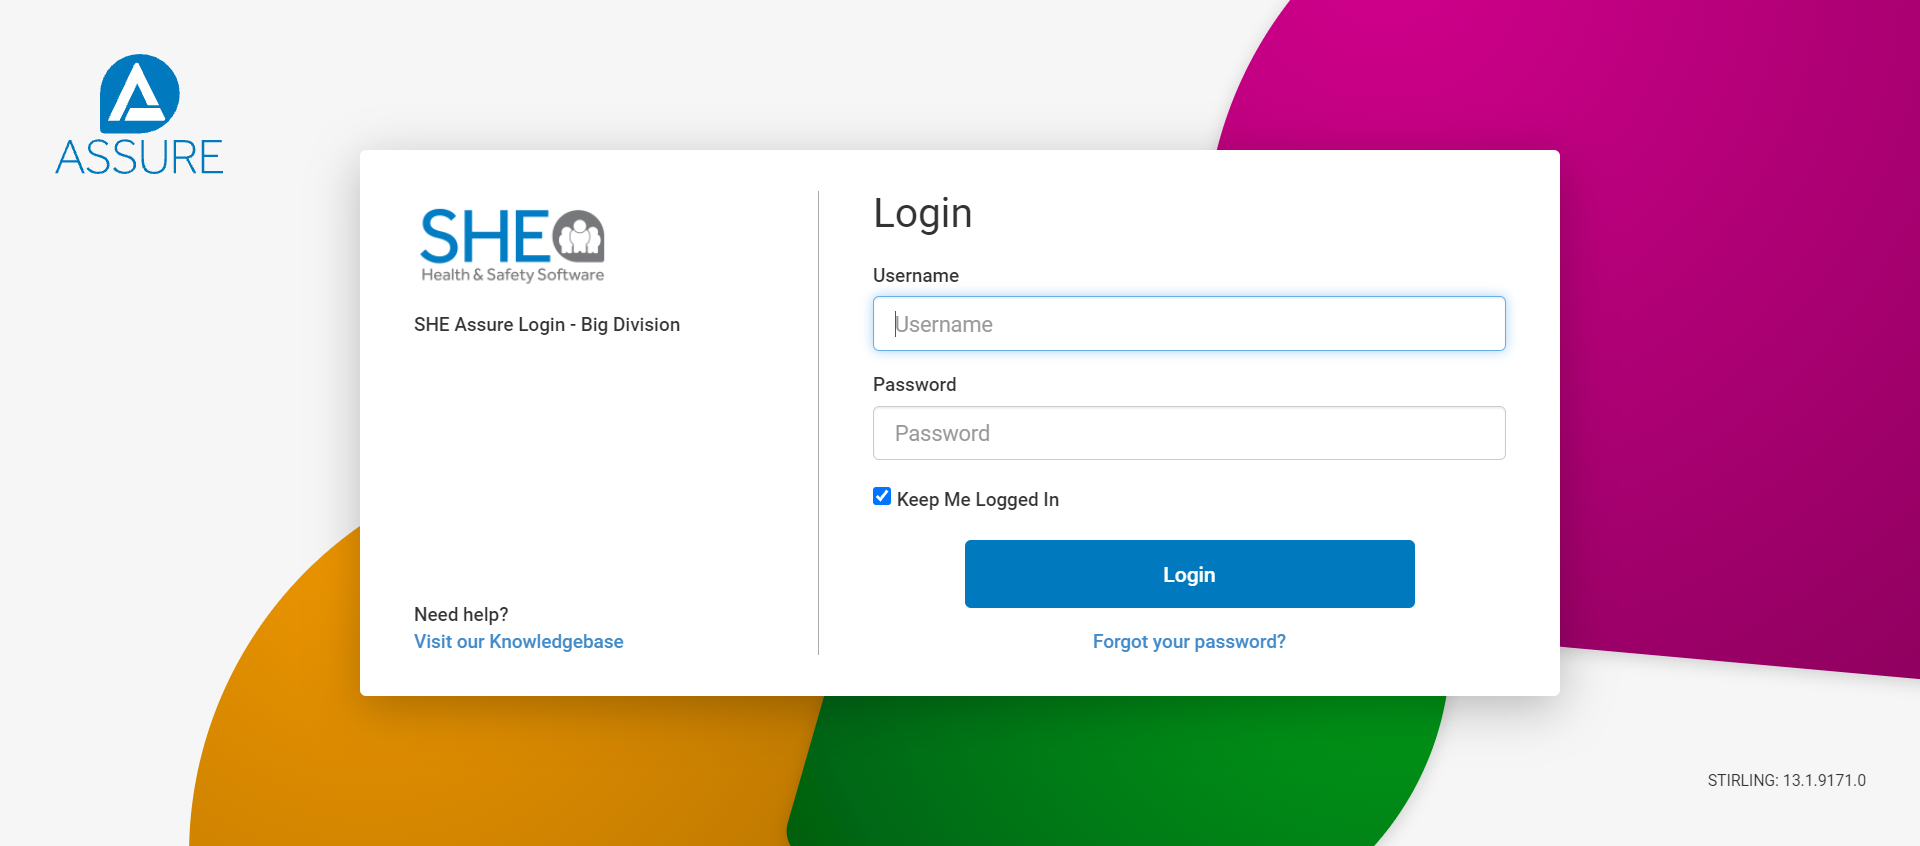 ASSURE
SHE
Health & Safety Software
SHE Assure Login - Big Division
Need help?
Visit our Knowledgebase
Login
Username
Username
Password
Password
Keep Me Logged In
Login
Forgot your password?
STIRLING: 13.1.9171.0